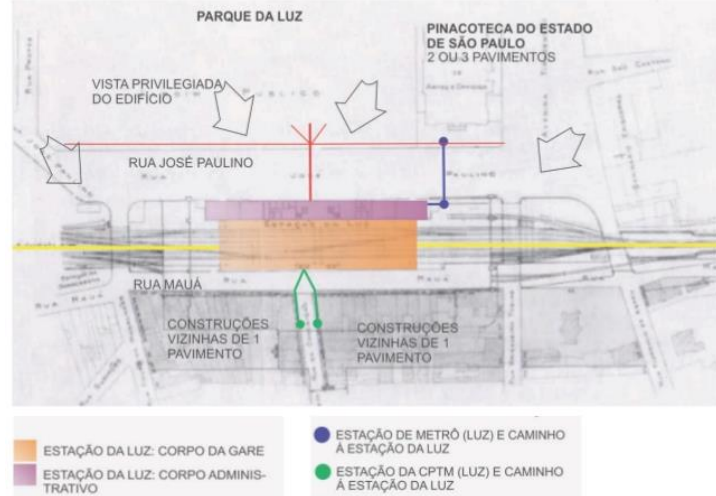 PARQUE DA LUZ
PINACOTECA DO ESTADO
DE SÃO PAULO
2 OU 3 PAVIMENTOS
VISTA PRIVILEGIADA
DO EDIFÍCIO
RUA JOSÉ PAULINO
RUA
JOSÉ
PAULINO
RUA MAUÁ
CONSTRUÇÕES
VIZINHAS DE 1
PAVIMENTO
CONSTRUÇÕES
VIZINHAS DE 1
PAVIMENTO
ESTAÇÃO DA LUZ: CORPO DA GARE
ESTAÇÃO DA LUZ: CORPO ADMINIS-
TRATIVO
ESTAÇÃO DE METRÔ (LUZ) E CAMINHO
Á ESTAÇÃO DA LUZ
ESTAÇÃO DA CPTM (LUZ) E CAMINHO
Á ESTAÇÃO DA LUZ